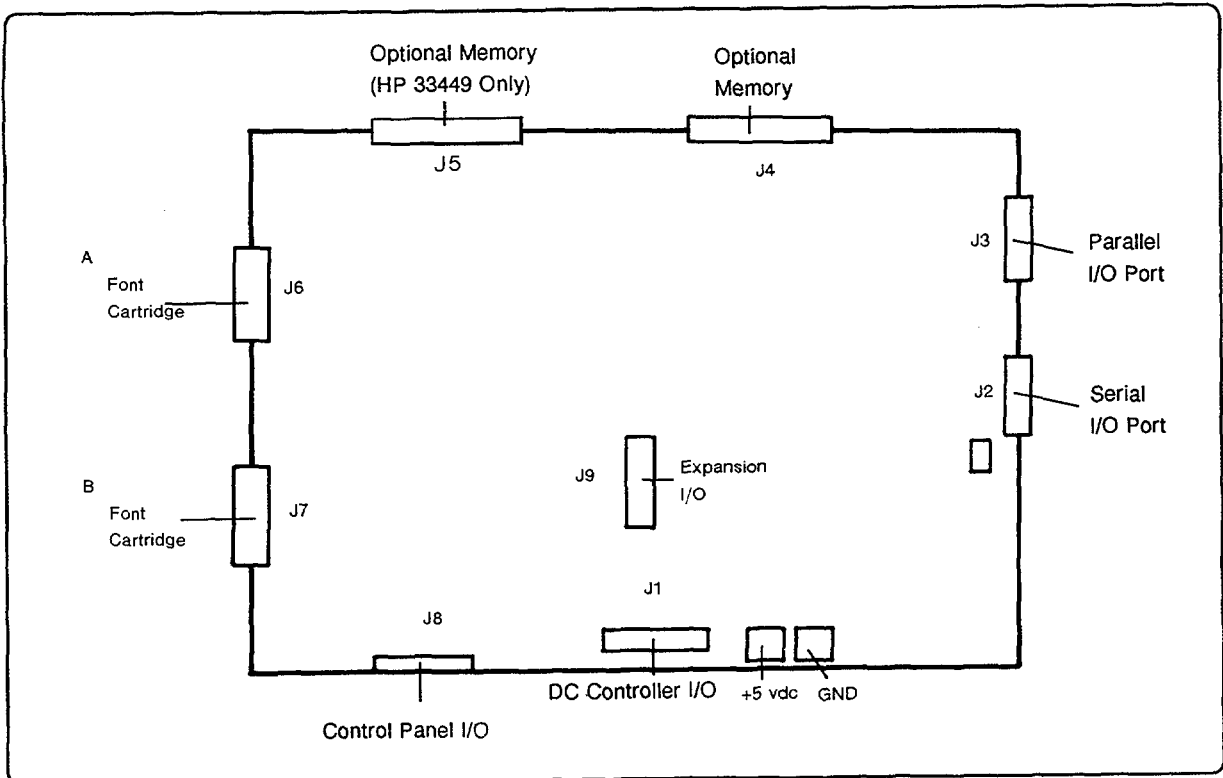 Optional Memory
(HP 33449 Only)
J5
Optional
Memory
J4
J3
Parallel
I/O Port
A
Font
Cartridge
J6
J2
Serial
I/O Port
B
Font
Cartridge
J7
J9
Expansion
I/O
J1
J8
DC Controller I/O
+5 vdc
GND
Control Panel I/O